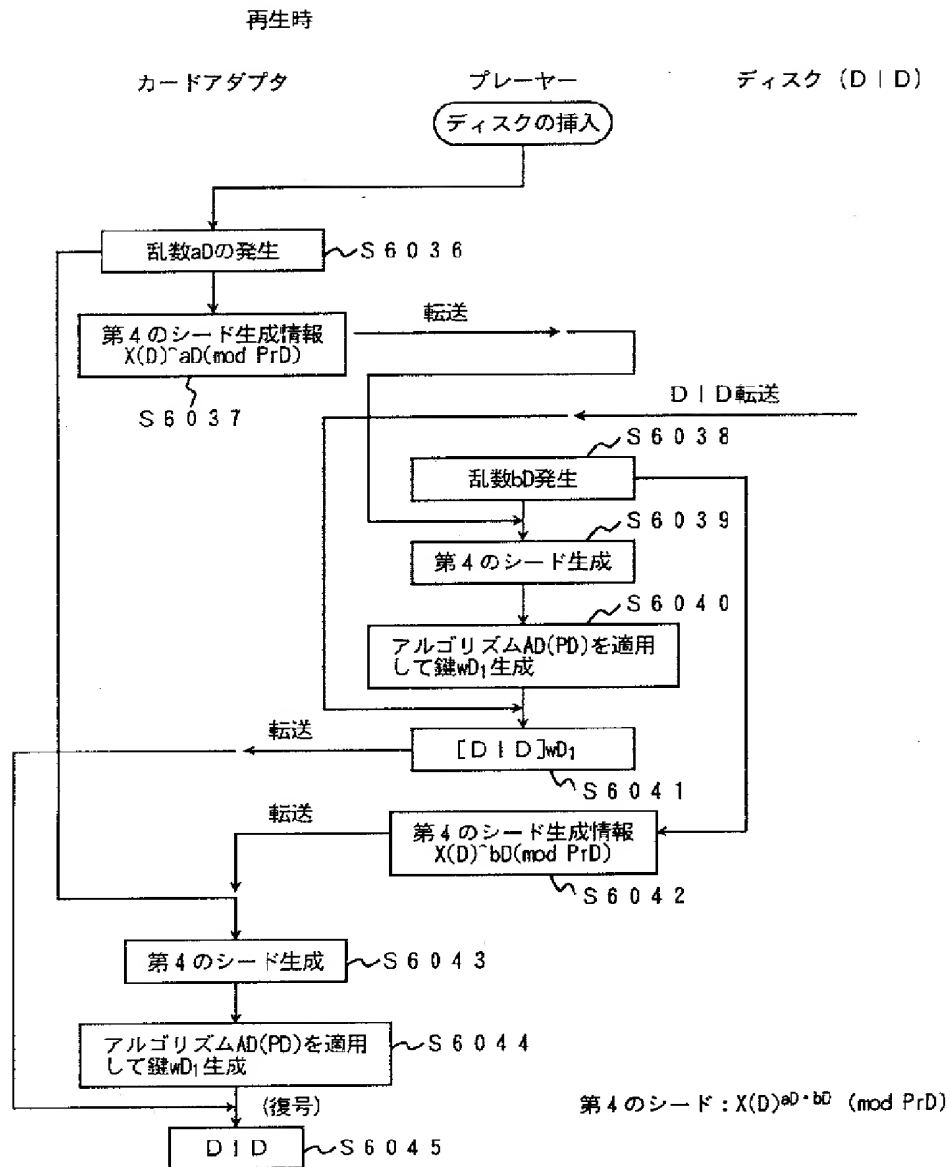 再生時
カードアダプタ
プレーヤー
ディスク(DID)
ディスクの挿入
乱数aDの発生
S6036
第4のシード生成情報
X(D)^aD(mod PrD)
S6037
転送
DID転送
S6038
乱数bD発生
S6039
第4のシード生成
S6040
アルゴリズムAD(PD)を適用
して鍵wD₁生成
転送
[DID]wD₁
S6041
転送
第4のシード生成情報
X(D)^bD(mod PrD)
S6042
第4のシード生成
S6043
アルゴリズムAD(PD)を適用
して鍵wD₁生成
S6044
(復号)
第4のシード:X(D)^aD・bD (mod PrD)
DID
S6045